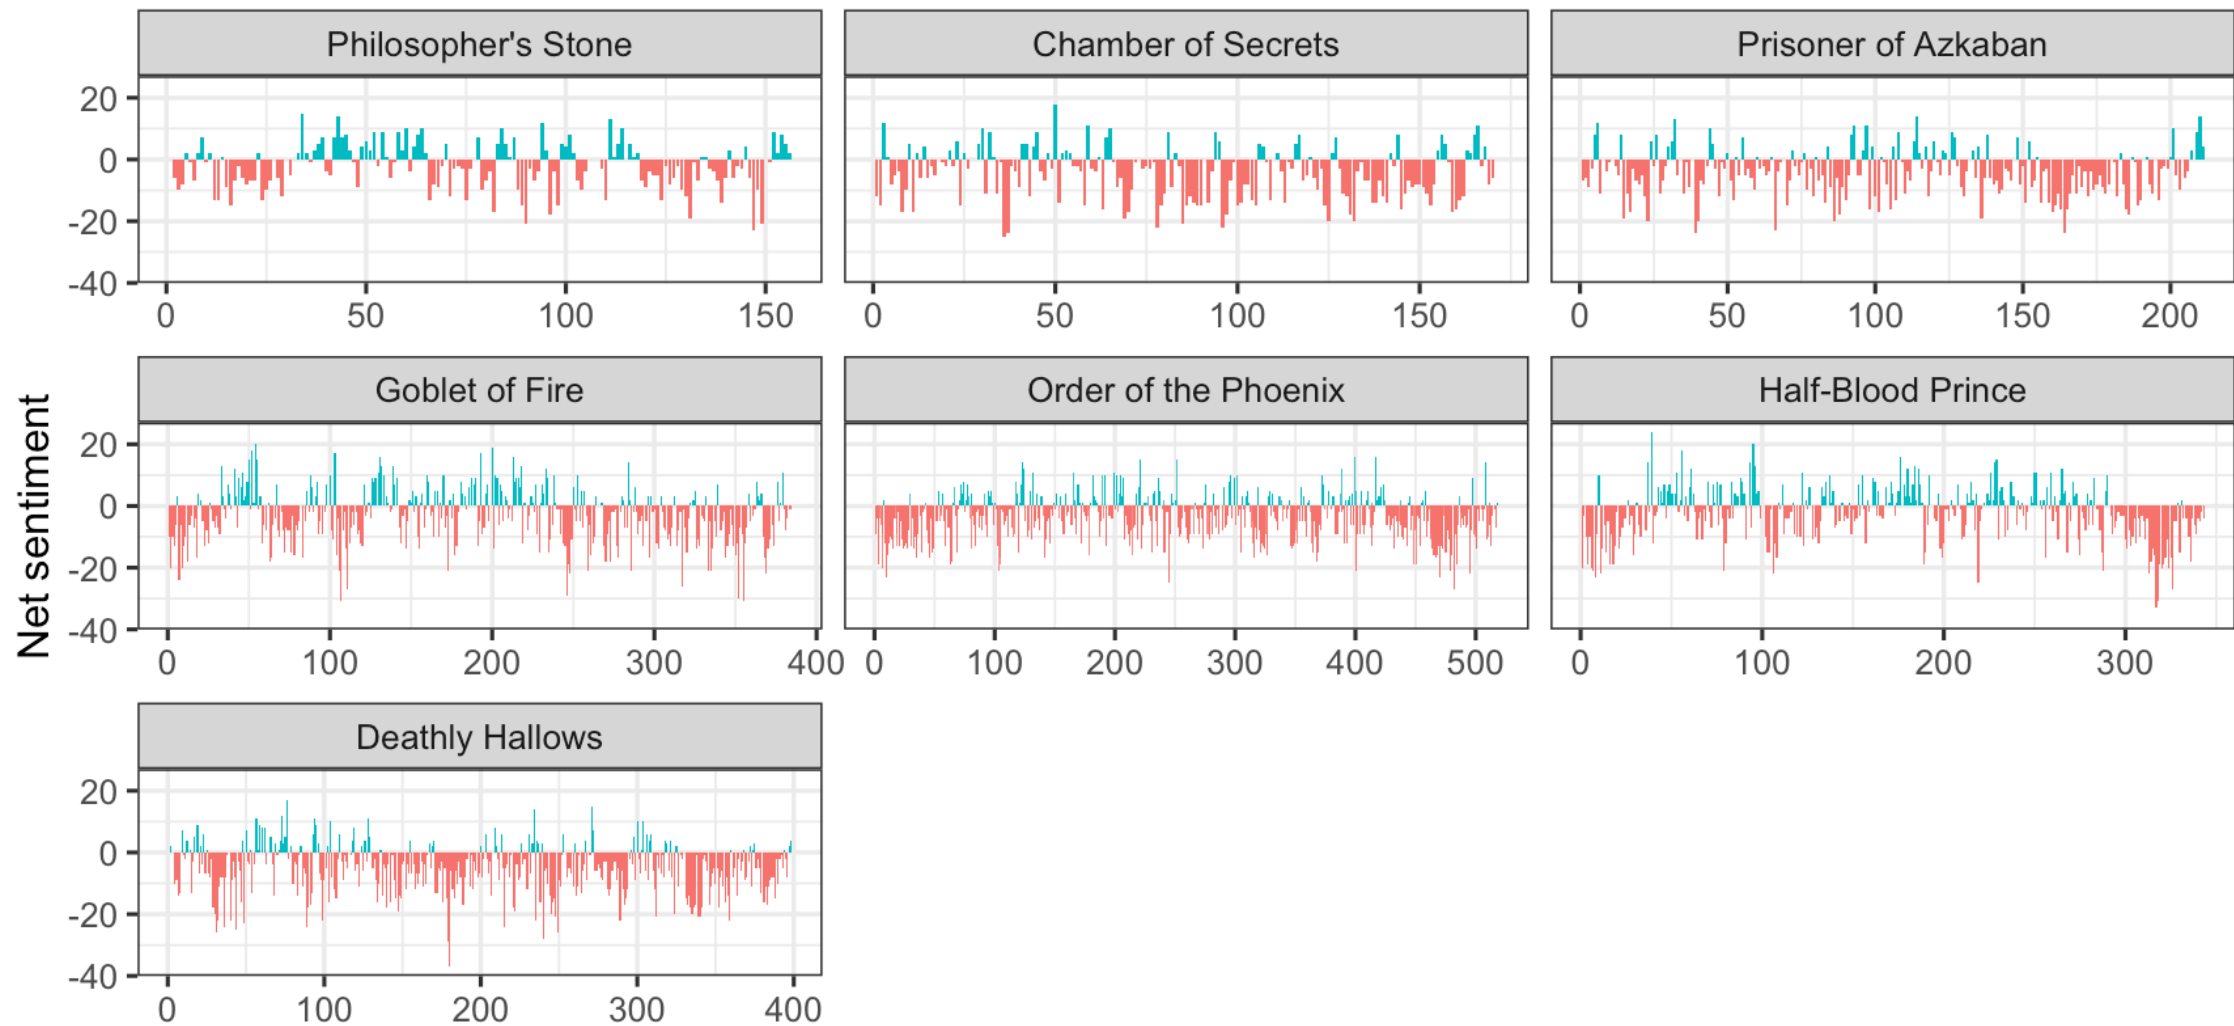 Philosopher's Stone Chamber of Secrets Prisoner of Azkaban
20
0
-20
-40
0 50 100 150 0 50 100 150 0 50 100 150 200
Goblet of Fire Order of the Phoenix Half-Blood Prince
Net sentiment
20
0
-20
-40
0 100 200 300 400 0 100 200 300 400 500 0 100 200 300
Deathly Hallows
20
0
-20
-40
0 100 200 300 400